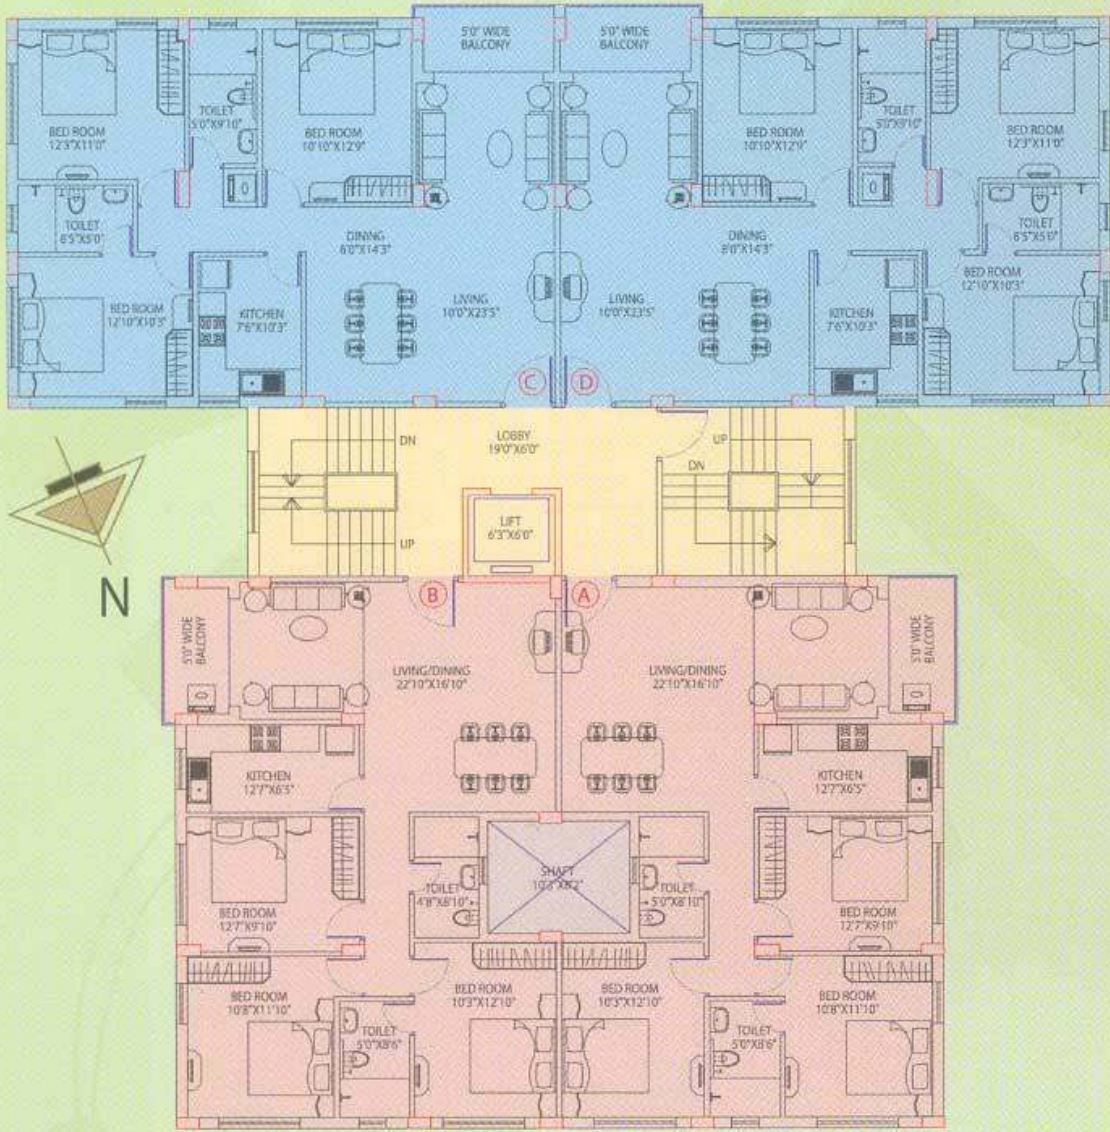 5'0" WIDE
BALCONY
5'0" WIDE
BALCONY
BED ROOM
12'3"X11'0"
TOILET
5'0"X9'10"
BED ROOM
10'10"X12'9"
BED ROOM
10'10"X12'9"
TOILET
5'0"X9'10"
BED ROOM
12'3"X11'0"
TOILET
8'5"X5'0"
DINING
8'0"X14'3"
DINING
8'0"X14'3"
TOILET
8'5"X5'0"
BED ROOM
12'10"X10'3"
KITCHEN
7'6"X10'3"
LIVING
10'0"X23'5"
LIVING
10'0"X23'5"
KITCHEN
7'6"X10'3"
BED ROOM
12'10"X10'3"
C
D
DN
LOBBY
19'0"X6'0"
UP
DN
LIFT
6'3"X6'0"
UP
N
B
A
5'0" WIDE
BALCONY
LIVING/DINING
22'10"X16'10"
LIVING/DINING
22'10"X16'10"
5'0" WIDE
BALCONY
KITCHEN
12'7"X6'5"
KITCHEN
12'7"X6'5"
SHAFT
TOILET
4'8"X8'10"
TOILET
5'0"X8'10"
BED ROOM
12'7"X9'10"
BED ROOM
12'7"X9'10"
BED ROOM
10'8"X11'10"
BED ROOM
10'3"X12'10"
BED ROOM
10'3"X12'10"
BED ROOM
10'8"X11'10"
TOILET
5'0"X8'6"
TOILET
5'0"X8'6"